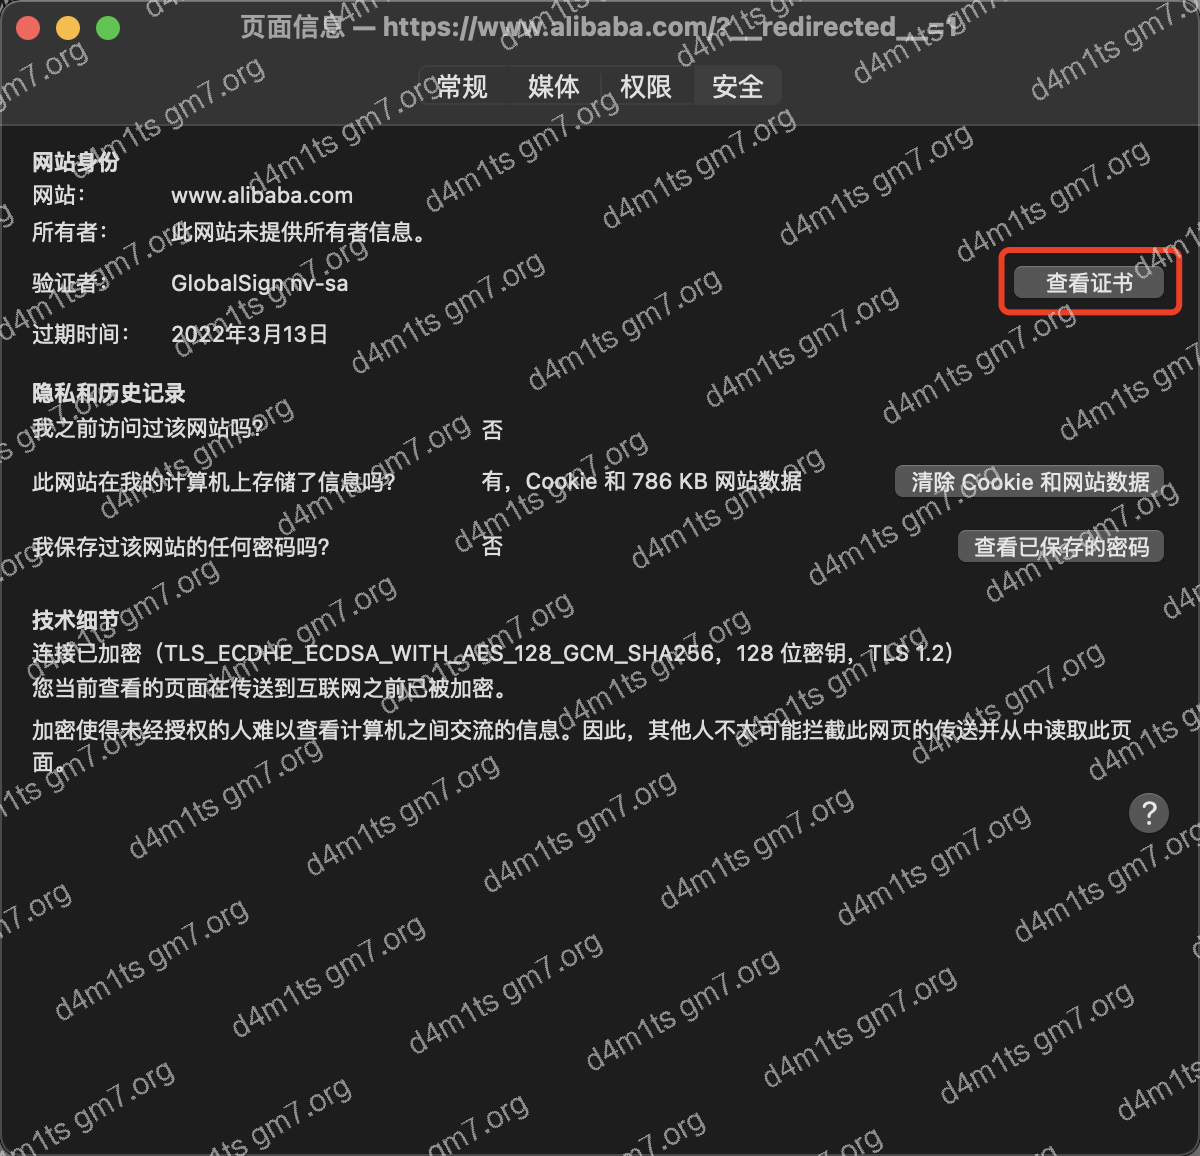 页面信息 — https://www.alibaba.com/?__redirected__=1
常规 媒体 权限 安全
网站身份
网站： www.alibaba.com
所有者： 此网站未提供所有者信息。
验证者： GlobalSign nv-sa 查看证书
过期时间： 2022年3月13日
隐私和历史记录
我之前访问过该网站吗？ 否
此网站在我的计算机上存储了信息吗？ 有，Cookie 和 786 KB 网站数据 清除 Cookie 和网站数据
我保存过该网站的任何密码吗？ 否 查看已保存的密码
技术细节
连接已加密（TLS_ECDHE_ECDSA_WITH_AES_128_GCM_SHA256，128 位密钥，TLS 1.2）
您当前查看的页面在传送到互联网之前已被加密。
加密使得未经授权的人难以查看计算机之间交流的信息。因此，其他人不太可能拦截此网页的传送并从中读取此页
面。
?
d4m1ts gm7.org